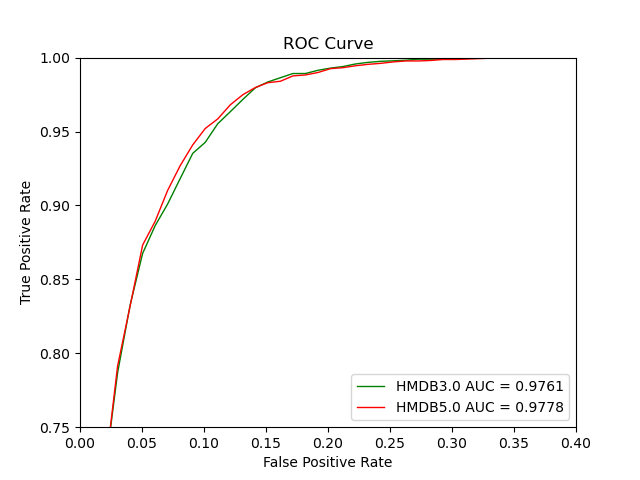 ROC Curve
1.00
0.95
0.90
0.85
0.80
0.75
True Positive Rate
HMDB3.0 AUC = 0.9761
HMDB5.0 AUC = 0.9778
0.00 0.05 0.10 0.15 0.20 0.25 0.30 0.35 0.40
False Positive Rate